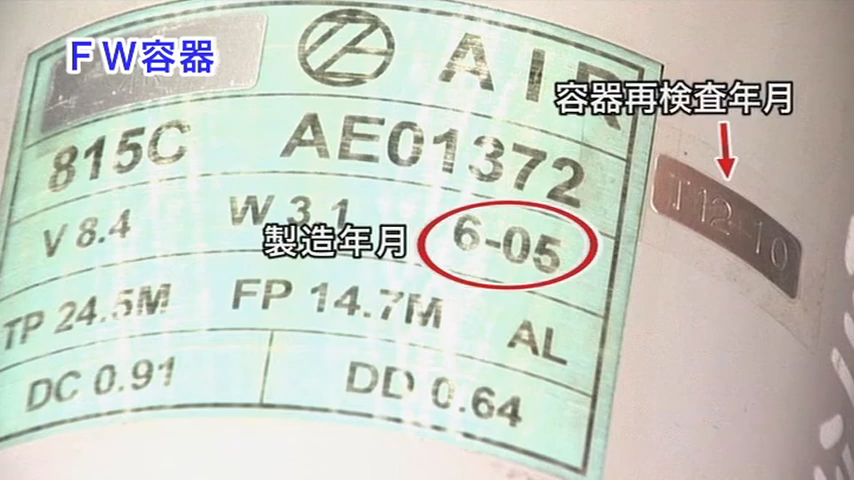 FW容器
AIR
容器再検査年月
815C AE01372
T12-10
V 8.4 W 3.1 6-05
製造年月
TP 24.5M FP 14.7M AL
DC 0.91 DD 0.64